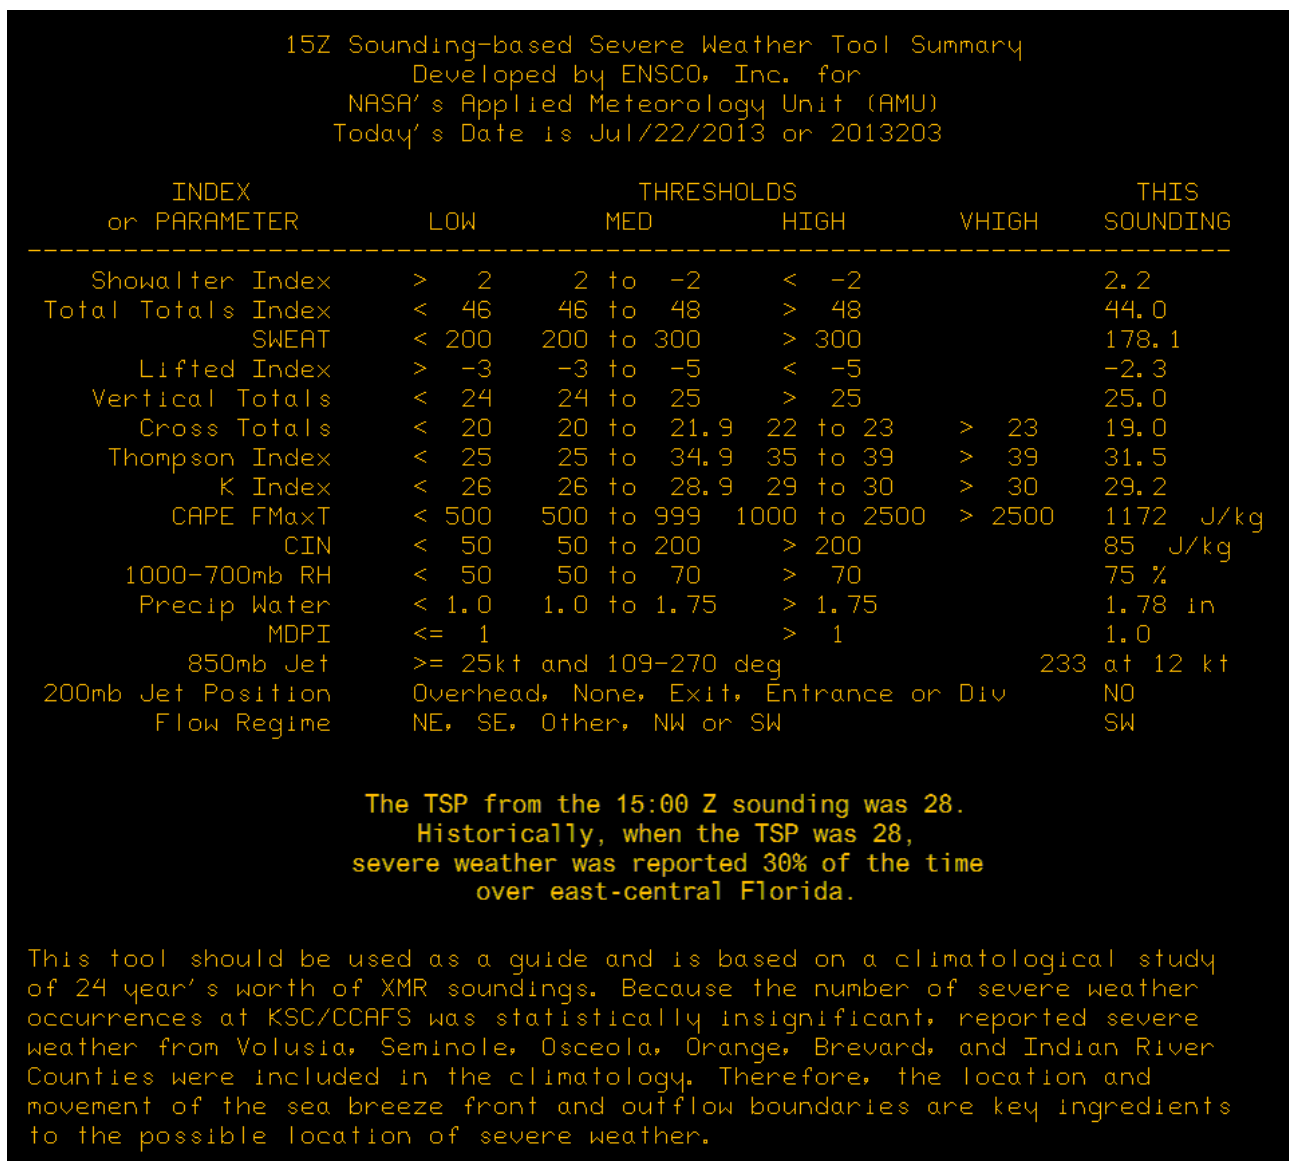 15Z Sounding-based Severe Weather Tool Summary
Developed by ENSCO, Inc. for
NASA's Applied Meteorology Unit (AMU)
Today's Date is Jul/22/2013 or 2013203
INDEX THRESHOLDS THIS
or PARAMETER LOW MED HIGH VHIGH SOUNDING
Showalter Index > 2 2 to -2 < -2 2.2
Total Totals Index < 46 46 to 48 > 48 44.0
SWEAT < 200 200 to 300 > 300 178.1
Lifted Index > -3 -3 to -5 < -5 -2.3
Vertical Totals < 24 24 to 25 > 25 25.0
Cross Totals < 20 20 to 21.9 22 to 23 > 23 19.0
Thompson Index < 25 25 to 34.9 35 to 39 > 39 31.5
K Index < 26 26 to 28.9 29 to 30 > 30 29.2
CAPE FMaxT < 500 500 to 999 1000 to 2500 > 2500 1172 J/kg
CIN < 50 50 to 200 > 200 85 J/kg
1000-700mb RH < 50 50 to 70 > 70 75 %
Precip Water < 1.0 1.0 to 1.75 > 1.75 1.78 in
MDPI <= 1 > 1 1.0
850mb Jet >= 25kt and 109-270 deg 233 at 12 kt
200mb Jet Position Overhead, None, Exit, Entrance or Div NO
Flow Regime NE, SE, Other, NW or SW SW
The TSP from the 15:00 Z sounding was 28.
Historically, when the TSP was 28,
severe weather was reported 30% of the time
over east-central Florida.
This tool should be used as a guide and is based on a climatological study
of 24 year's worth of XMR soundings. Because the number of severe weather
occurrences at KSC/CCAFS was statistically insignificant, reported severe
weather from Volusia, Seminole, Osceola, Orange, Brevard, and Indian River
Counties were included in the climatology. Therefore, the location and
movement of the sea breeze front and outflow boundaries are key ingredients
to the possible location of severe weather.